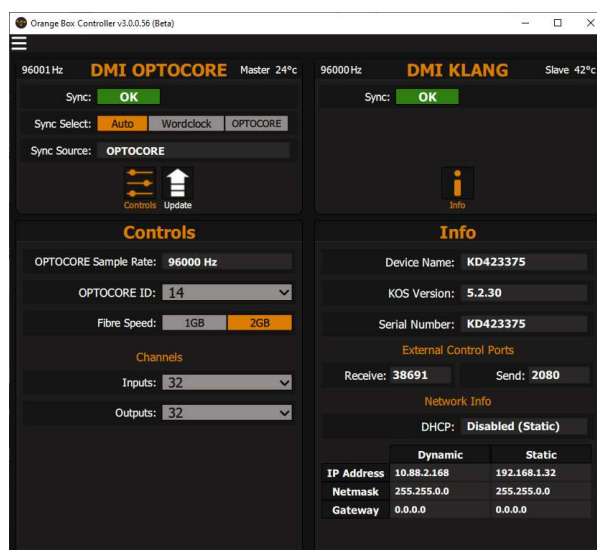 Orange Box Controller v3.0.0.56 (Beta)
96001 Hz DMI OPTOCORE Master 24°c
Sync: OK
Sync Select: Auto Wordclock OPTOCORE
Sync Source: OPTOCORE
Controls Update
Controls
OPTOCORE Sample Rate: 96000 Hz
OPTOCORE ID: 14
Fibre Speed: 1GB 2GB
Channels
Inputs: 32
Outputs: 32
96000 Hz DMI KLANG Slave 42°c
Sync: OK
Info
Info
Device Name: KD423375
KOS Version: 5.2.30
Serial Number: KD423375
External Control Ports
Receive: 38691 Send: 2080
Network Info
DHCP: Disabled (Static)
Dynamic Static
IP Address 10.88.2.168 192.168.1.32
Netmask 255.255.0.0 255.255.0.0
Gateway 0.0.0.0 0.0.0.0